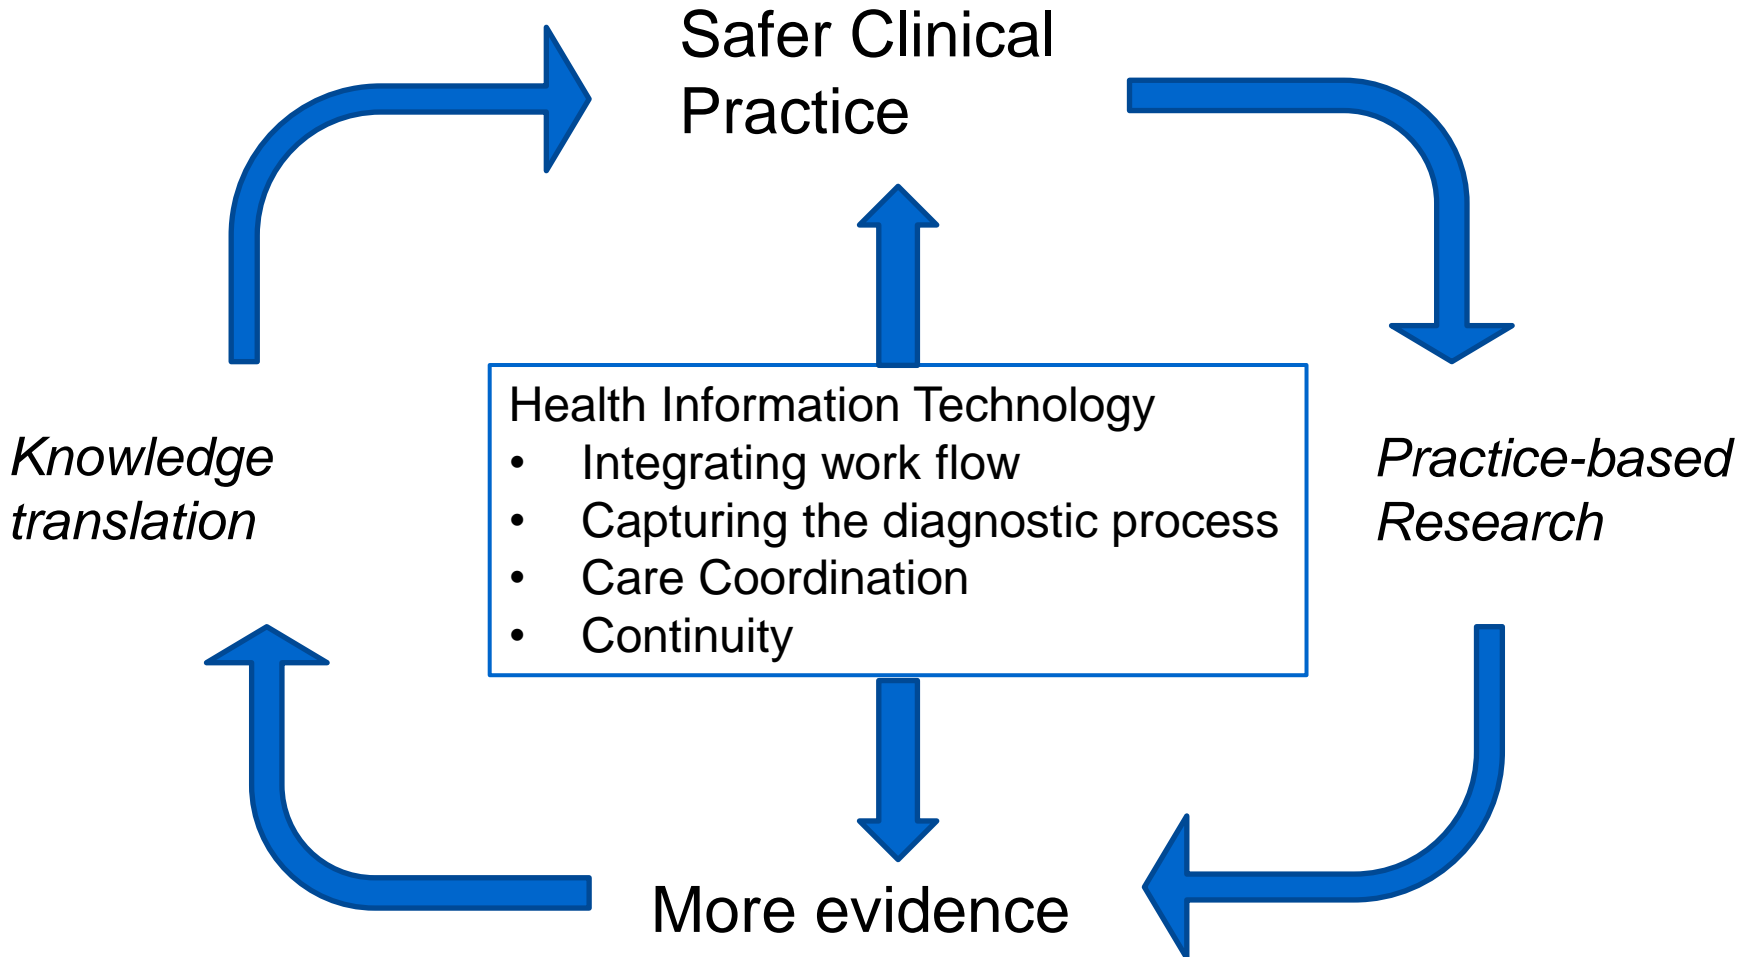 Safer Clinical
Practice
Health Information Technology
• Integrating work flow
• Capturing the diagnostic process
• Care Coordination
• Continuity
Knowledge
translation
Practice-based
Research
More evidence